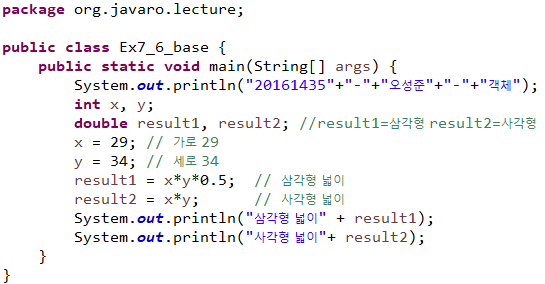 package org.javaro.lecture;
public class Ex7_6_base {
public static void main(String[] args) {
System.out.println("20161435"+"-"+"오성준"+"-"+"객체");
int x, y;
double result1, result2; //result1=삼각형 result2=사각형
x = 29; // 가로 29
y = 34; // 세로 34
result1 = x*y*0.5;  // 삼각형 넓이
result2 = x*y;      // 사각형 넓이
System.out.println("삼각형 넓이" + result1);
System.out.println("사각형 넓이"+ result2);
}
}